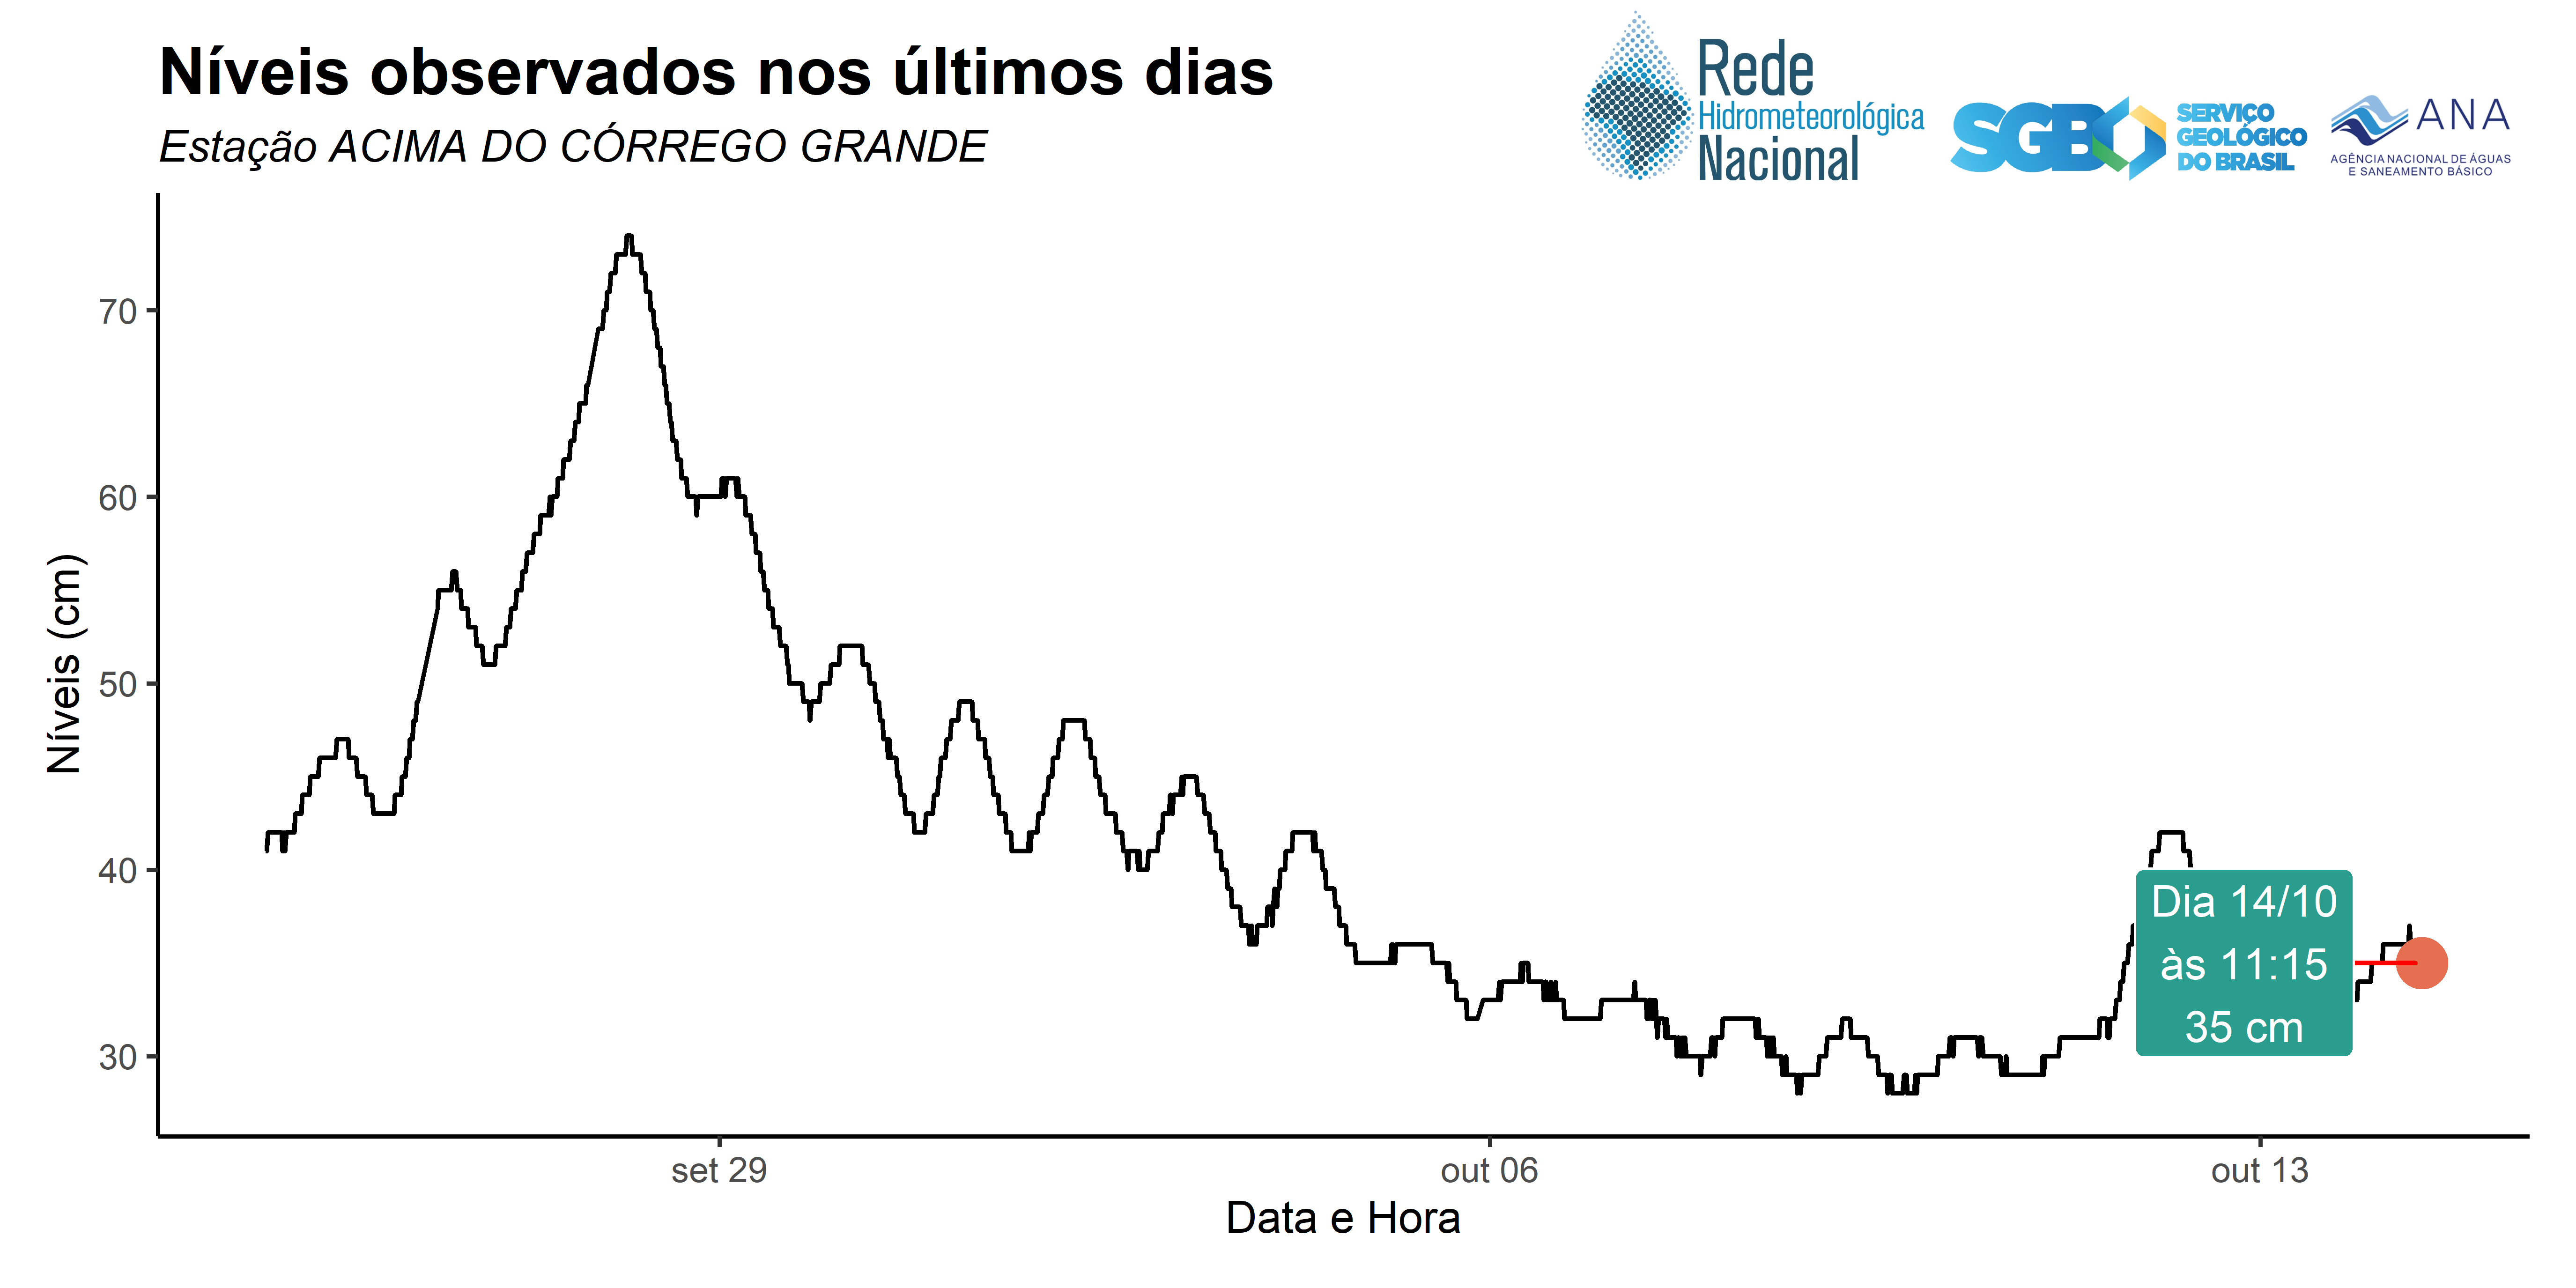 Níveis observados nos últimos dias
Estação ACIMA DO CÓRREGO GRANDE
Rede
Hidrometeorológica
Nacional
SGB
SERVIÇO
GEOLÓGICO
DO BRASIL
ANA
AGÊNCIA NACIONAL DE ÁGUAS
E SANEAMENTO BÁSICO
Níveis (cm)
70
60
50
40
30
Dia 14/10
às 11:15
35 cm
set 29
out 06
out 13
Data e Hora